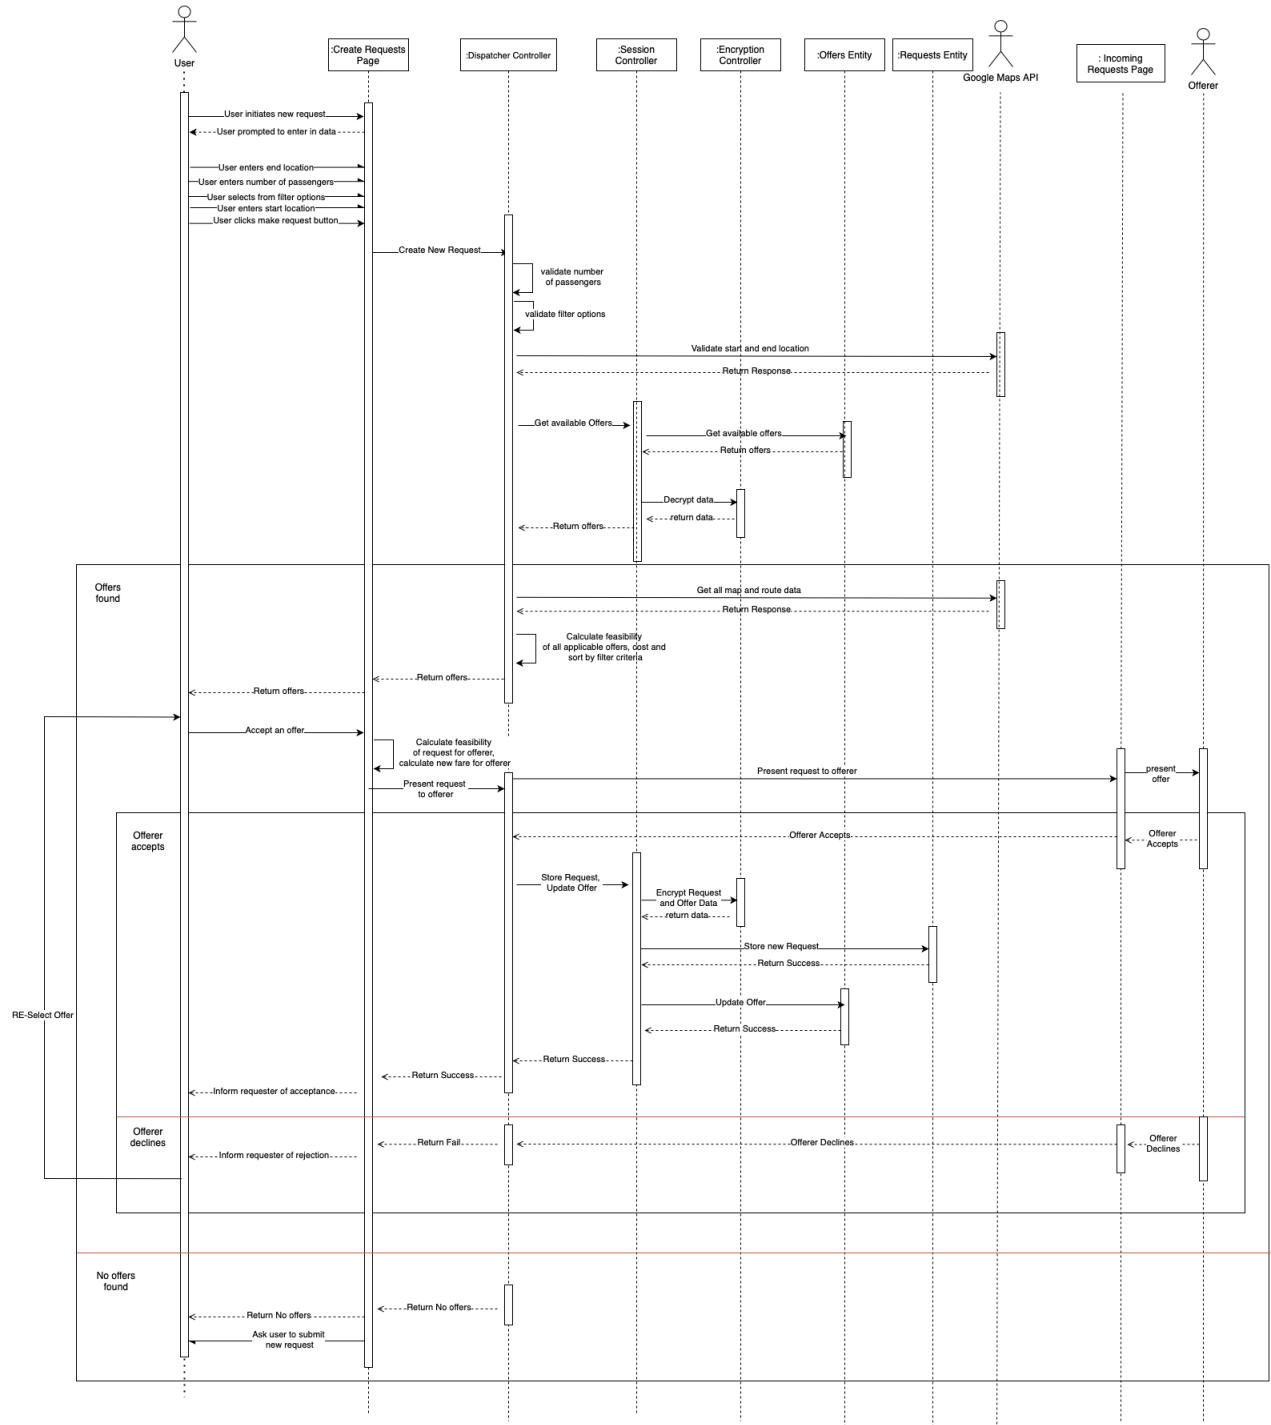 User
:Create Requests
Page
:Dispatcher Controller
:Session
Controller
:Encryption
Controller
:Offers Entity
:Requests Entity
Google Maps API
: Incoming
Requests Page
Offerer
User initiates new request
User prompted to enter in data
User enters end location
User enters number of passengers
User selects from filter options
User enters start location
User clicks make request button
Create New Request
validate number
of passengers
validate filter options
Validate start and end location
Return Response
Get available Offers
Get available offers
Return offers
Decrypt data
return data
Return offers
Offers
found
Get all map and route data
Return Response
Calculate feasibility
of all applicable offers, cost and
sort by filter criteria
Return offers
Return offers
Accept an offer
Calculate feasibility
of request for offerer,
calculate new fare for offerer
Present request to offerer
present
offer
Present request
to offerer
Offerer
accepts
Offerer Accepts
Offerer
Accepts
Store Request,
Update Offer
Encrypt Request
and Offer Data
return data
Store new Request
Return Success
Update Offer
RE-Select Offer
Return Success
Return Success
Return Success
Inform requester of acceptance
Offerer
declines
Return Fail
Offerer Declines
Offerer
Declines
Inform requester of rejection
No offers
found
Return No offers
Return No offers
Ask user to submit
new request